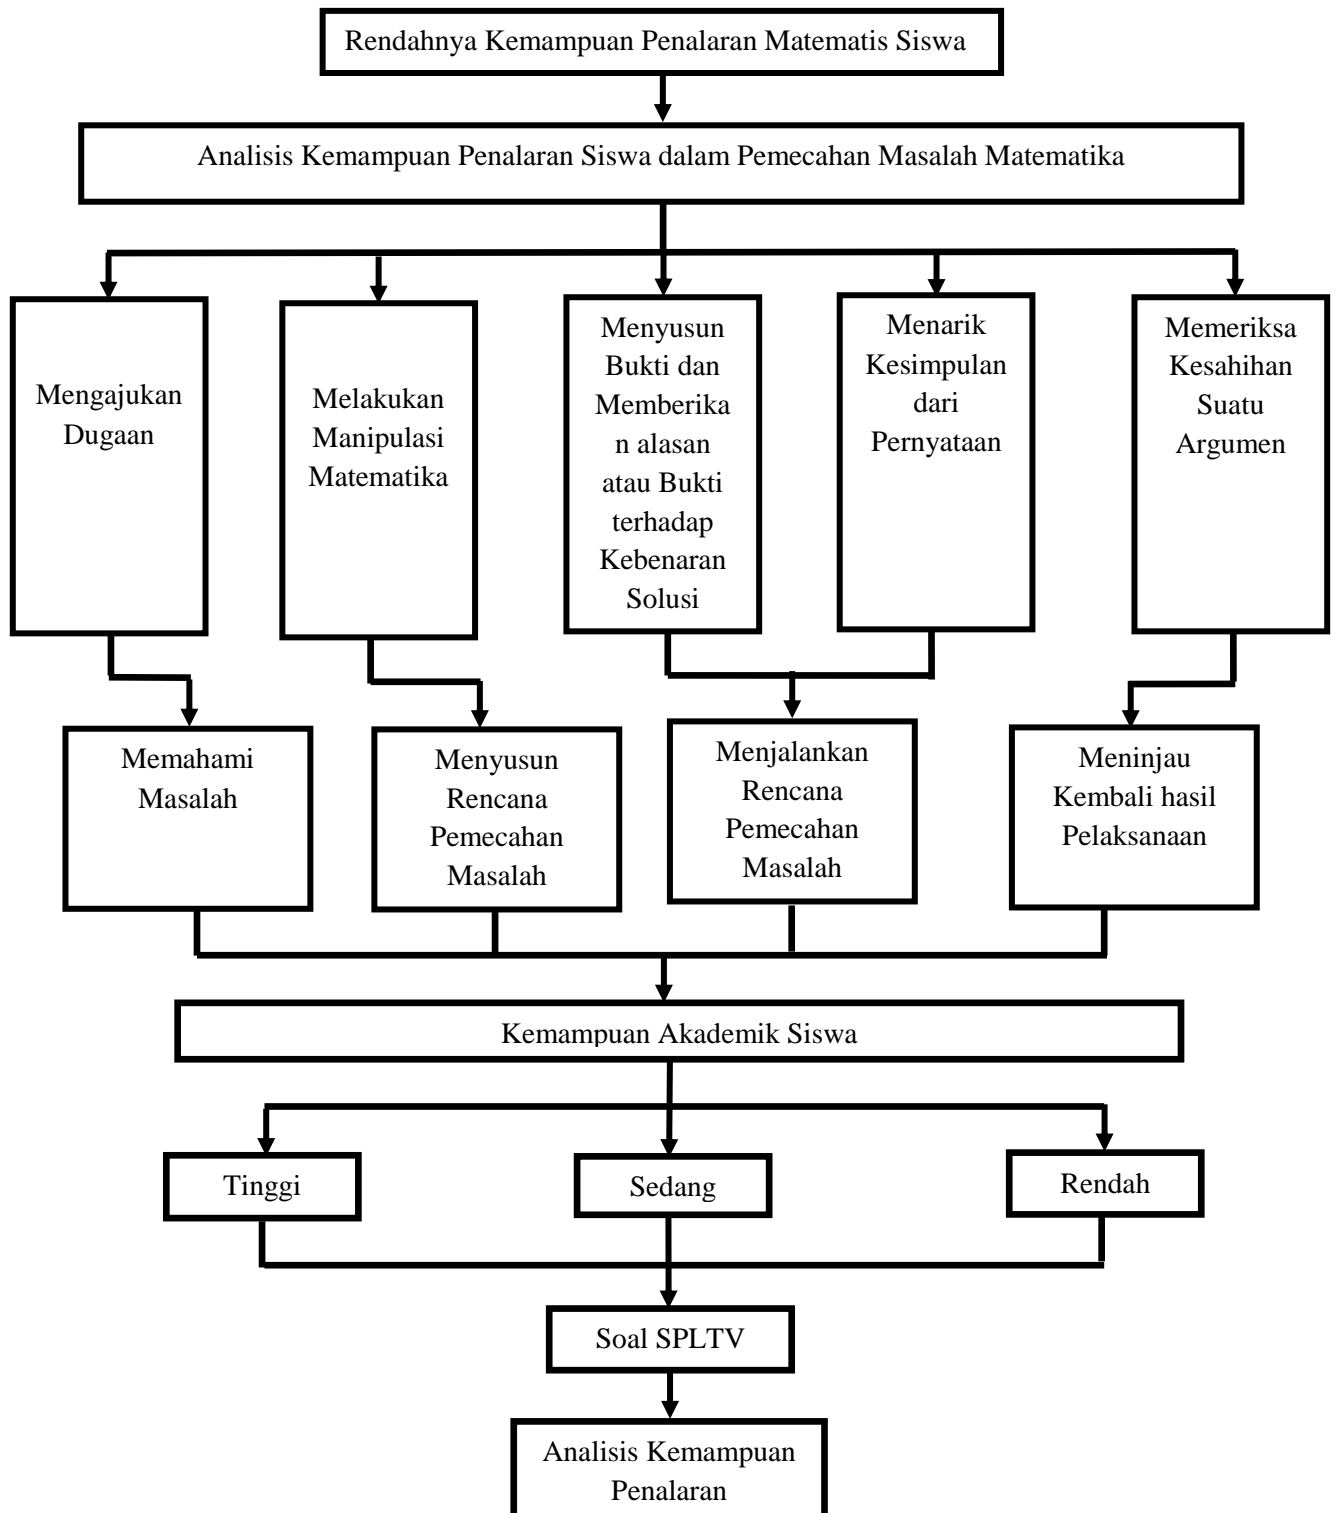 Rendahnya Kemampuan Penalaran Matematis Siswa
Analisis Kemampuan Penalaran Siswa dalam Pemecahan Masalah Matematika
Mengajukan
Dugaan
Melakukan
Manipulasi
Matematika
Menyusun
Bukti dan
Memberika
n alasan
atau Bukti
terhadap
Kebenaran
Solusi
Menarik
Kesimpulan
dari
Pernyataan
Memeriksa
Kesahihan
Suatu
Argumen
Memahami
Masalah
Menyusun
Rencana
Pemecahan
Masalah
Menjalankan
Rencana
Pemecahan
Masalah
Meninjau
Kembali hasil
Pelaksanaan
Kemampuan Akademik Siswa
Tinggi
Sedang
Rendah
Soal SPLTV
Analisis Kemampuan
Penalaran